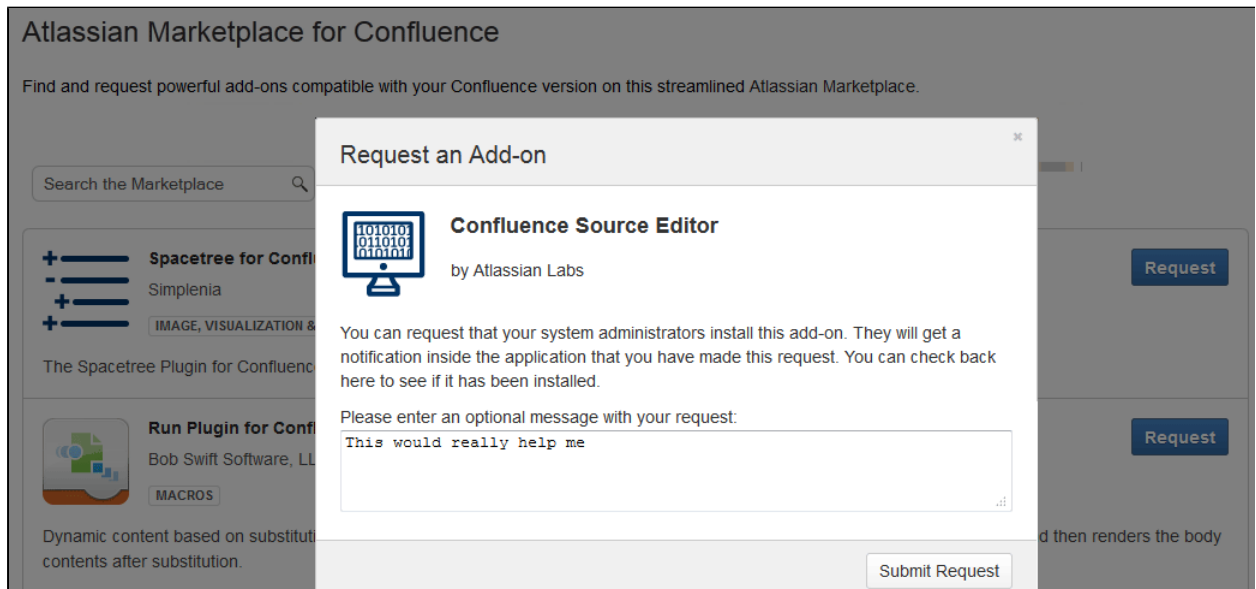 Atlassian Marketplace for Confluence
Find and request powerful add-ons compatible with your Confluence version on this streamlined Atlassian Marketplace.
Search the Marketplace
Spacetree for Confl
Simplenia
IMAGE, VISUALIZATION &
Request
The Spacetree Plugin for Confluenc
Run Plugin for Confl
Bob Swift Software, LL
MACROS
Request
Dynamic content based on substituti
d then renders the body
contents after substitution.
Request an Add-on
×
1010101
0110101
0101010
Confluence Source Editor
by Atlassian Labs
You can request that your system administrators install this add-on. They will get a
notification inside the application that you have made this request. You can check back
here to see if it has been installed.
Please enter an optional message with your request:
This would really help me
Submit Request